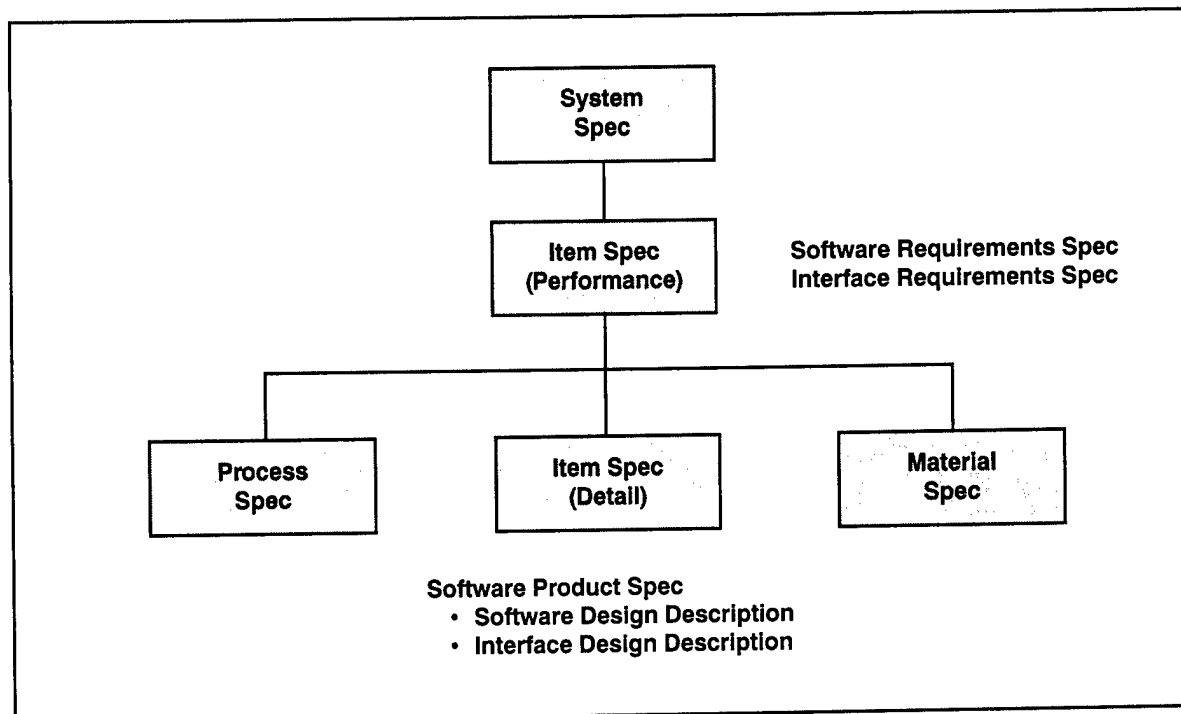 System
Spec
Item Spec
(Performance)
Software Requirements Spec
Interface Requirements Spec
Process
Spec
Item Spec
(Detail)
Material
Spec
Software Product Spec
• Software Design Description
• Interface Design Description